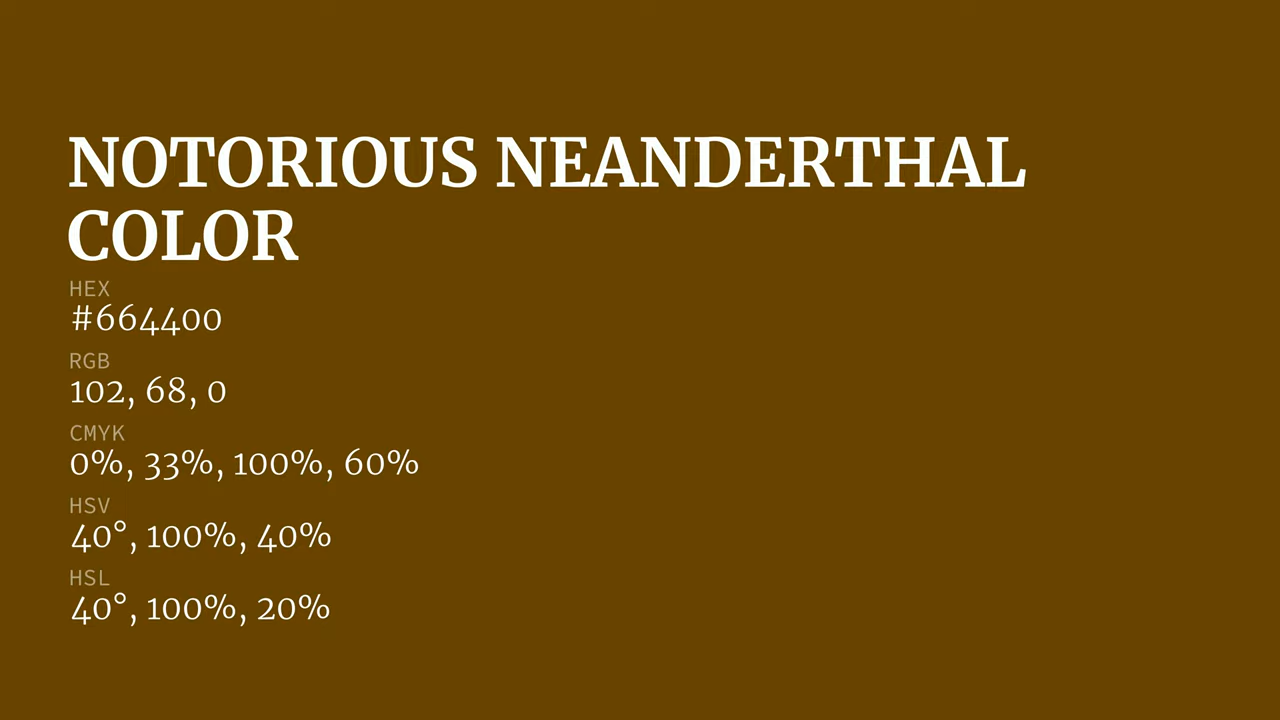 NOTORIOUS NEANDERTHAL
COLOR
HEX
#664400
RGB
102, 68, 0
CMYK
0%, 33%, 100%, 60%
HSV
40°, 100%, 40%
HSL
40°, 100%, 20%